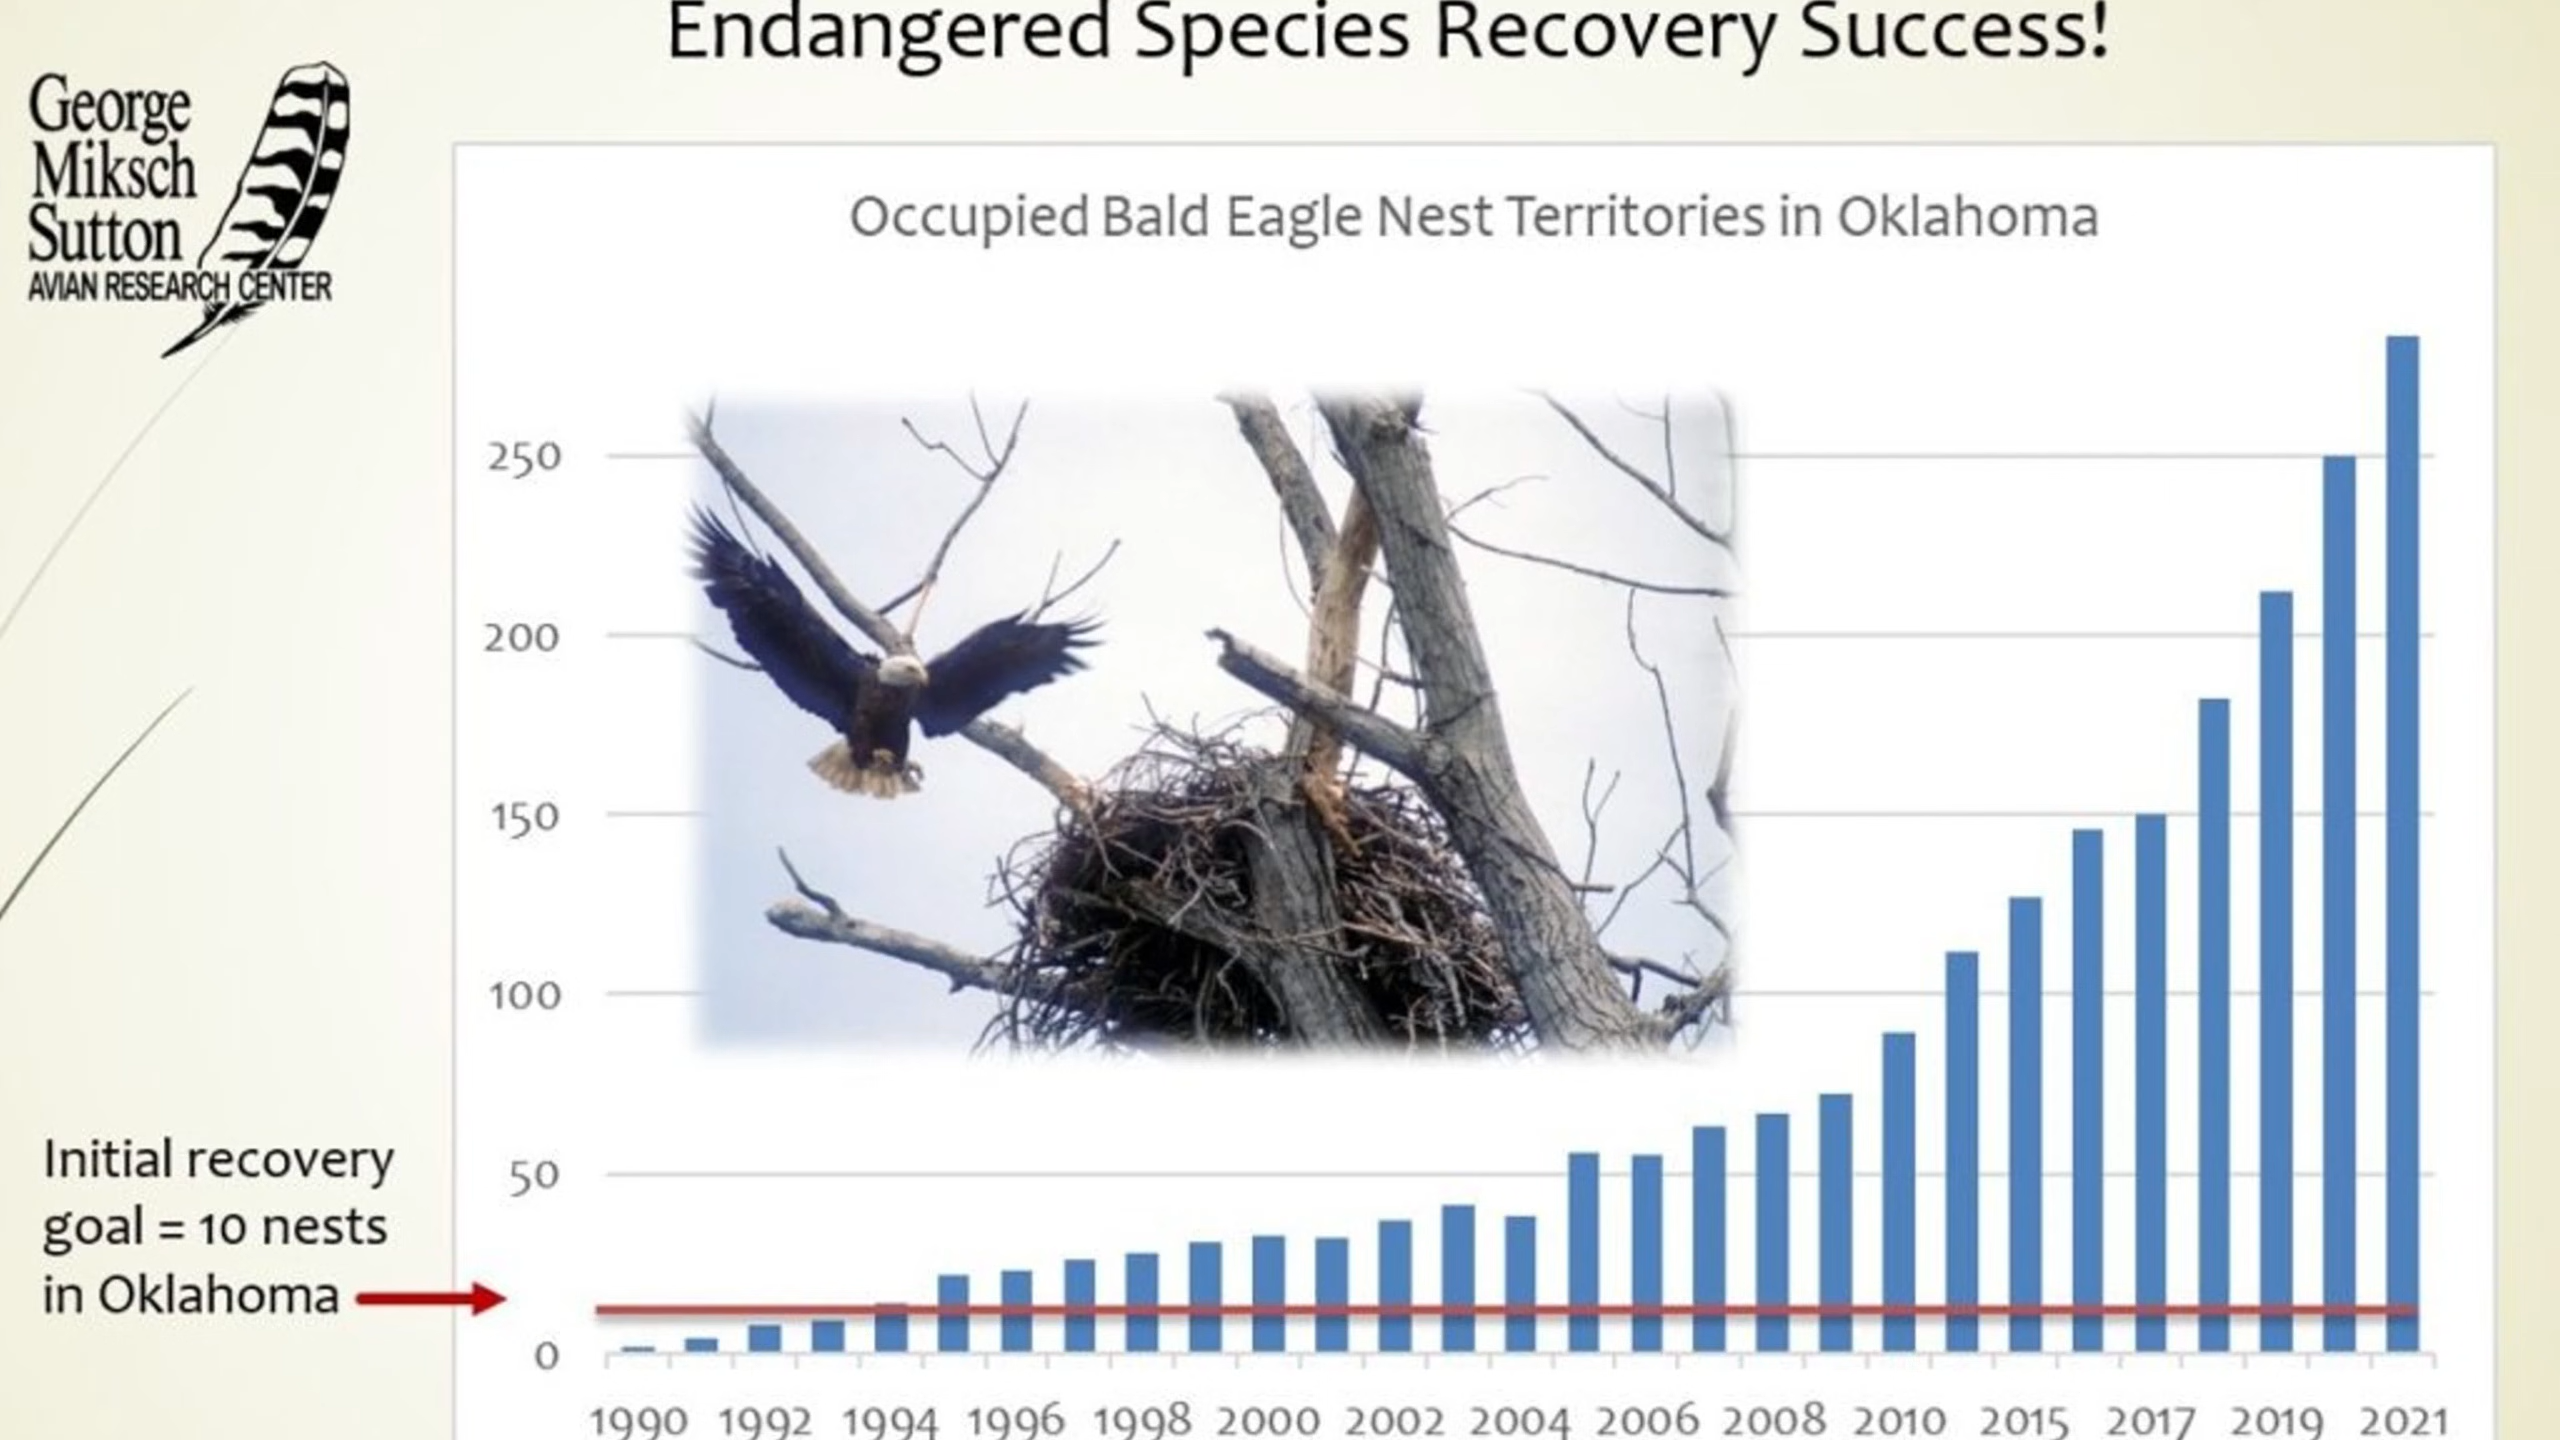 Endangered Species Recovery Success!
George
Miksch
Sutton
AVIAN RESEARCH CENTER
Occupied Bald Eagle Nest Territories in Oklahoma
250
200
150
100
50
0
Initial recovery
goal = 10 nests
in Oklahoma
1990 1992 1994 1996 1998 2000 2002 2004 2006 2008 2010 2015 2017 2019 2021